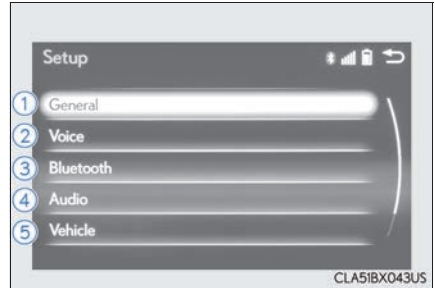 Setup
1 General
2 Voice
3 Bluetooth
4 Audio
5 Vehicle
CLA51BX043US